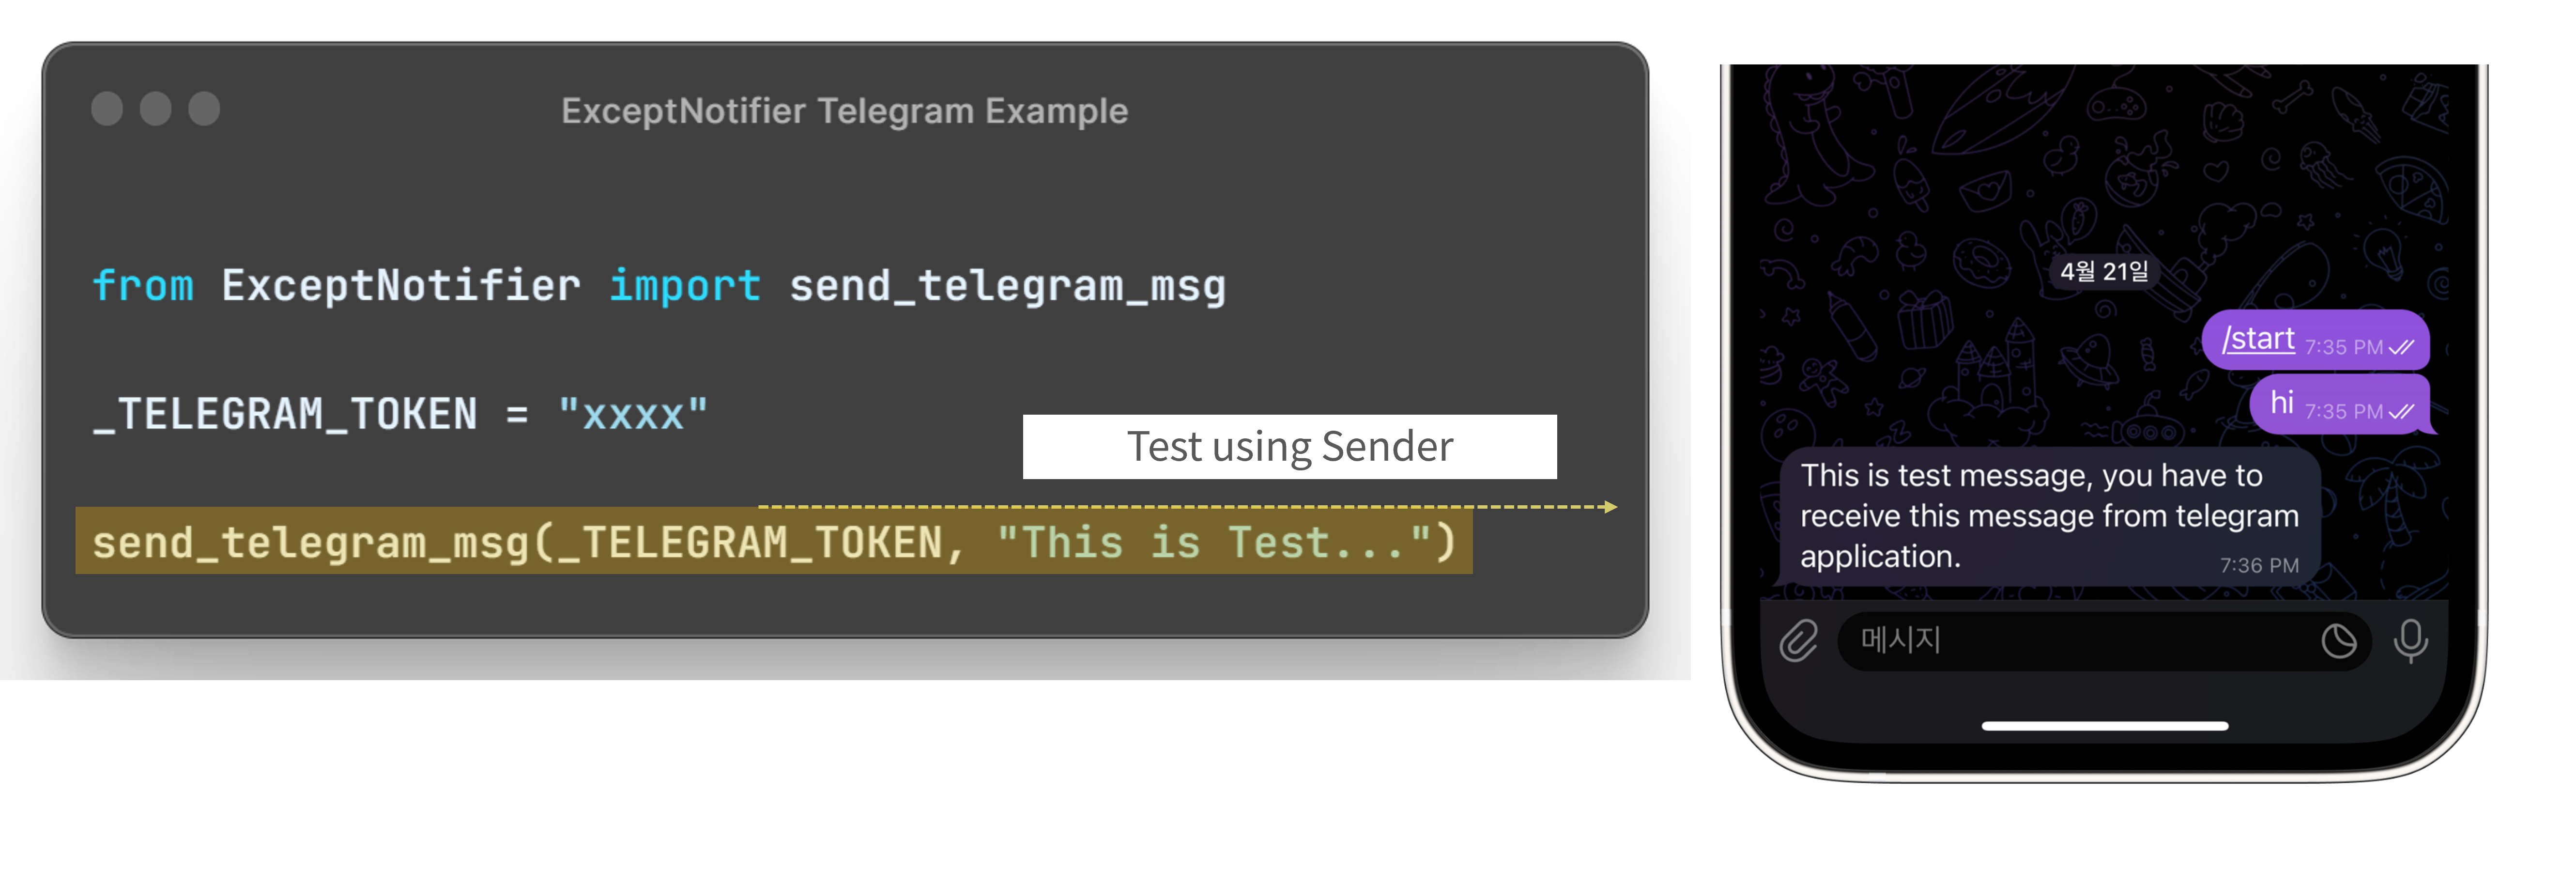 ExceptNotifier Telegram Example
from ExceptNotifier import send_telegram_msg
_TELEGRAM_TOKEN = "xxxx"
Test using Sender
send_telegram_msg(_TELEGRAM_TOKEN, "This is Test...")
4월 21일
/start 7:35 PM
hi 7:35 PM
This is test message, you have to
receive this message from telegram
application.
7:36 PM
메시지